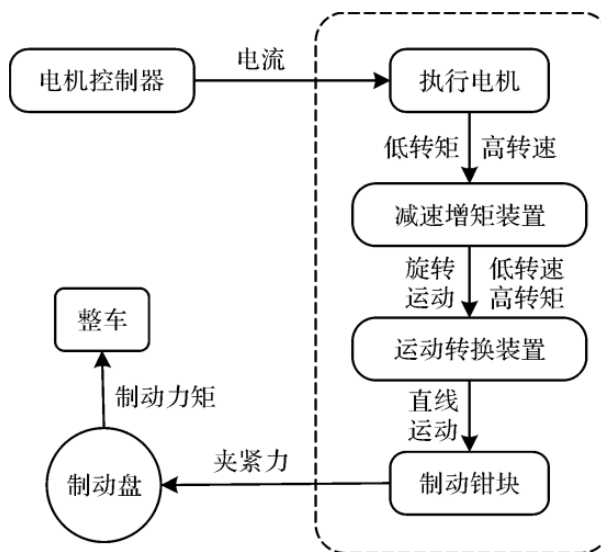 电机控制器
电流
执行电机
低转矩 高转速
减速增矩装置
旋转 低转速
运动 高转矩
整车
运动转换装置
制动力矩
直线
运动
夹紧力
制动盘
制动钳块